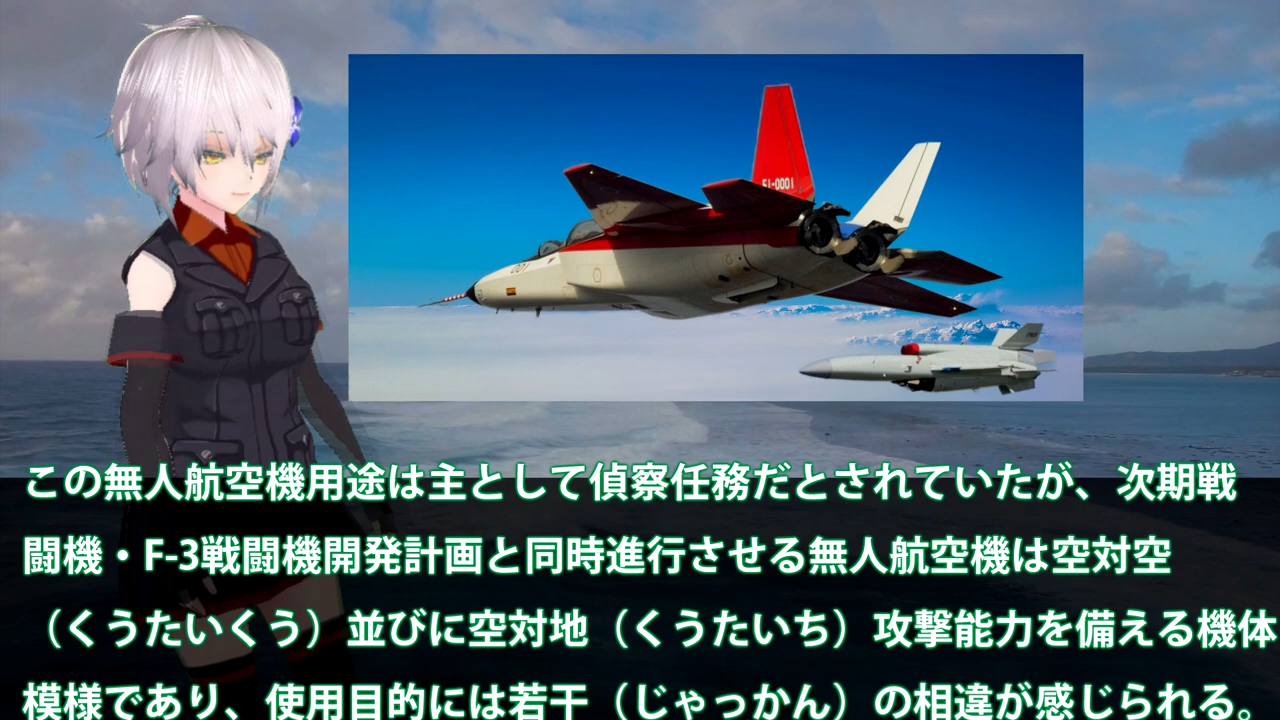 51-0001
001
この無人航空機用途は主として偵察任務だとされていたが、次期戦
闘機・F-3戦闘機開発計画と同時進行させる無人航空機は空対空
（くうたいくう）並びに空対地（くうたいち）攻撃能力を備える機体
模様であり、使用目的には若干（じゃっかん）の相違が感じられる。